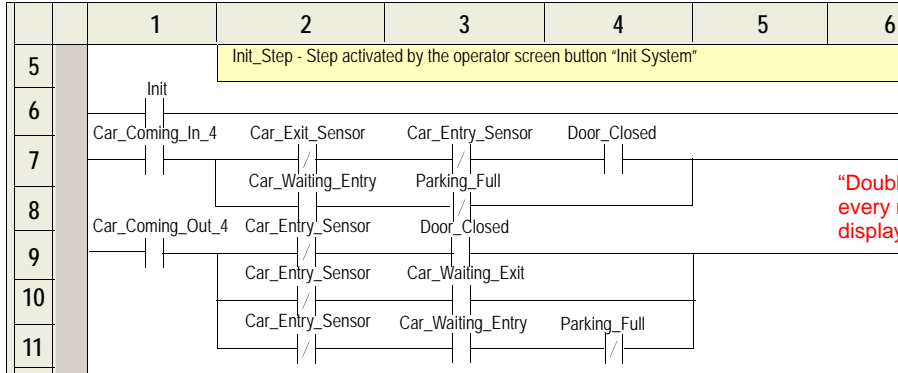 1 2 3 4 5 6
5 Init_Step - Step activated by the operator screen button “Init System”
Init
6
Car_Coming_In_4 Car_Exit_Sensor Car_Entry_Sensor Door_Closed
7
Car_Waiting_Entry Parking_Full
“Doubl
8 every
Car_Coming_Out_4 Car_Entry_Sensor Door_Closed
display
9
Car_Entry_Sensor Car_Waiting_Exit
10
Car_Entry_Sensor Car_Waiting_Entry Parking_Full
11